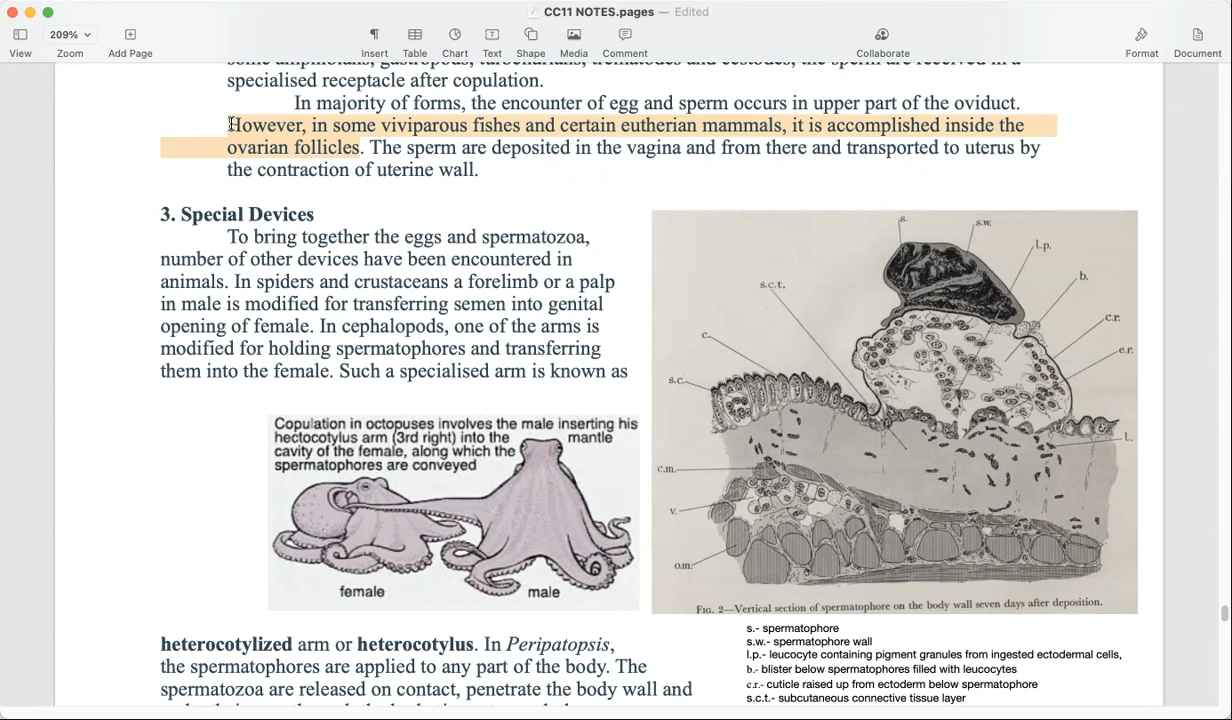 CC11 NOTES.pages — Edited
209%
View
Zoom
Add Page
Insert
Table
Chart
Text
Shape
Media
Comment
Collaborate
Format
Document
some amphibians, gastropods, turbellarians, trematodes and cestodes, the sperm are received in a
specialised receptacle after copulation.
In majority of forms, the encounter of egg and sperm occurs in upper part of the oviduct.
However, in some viviparous fishes and certain eutherian mammals, it is accomplished inside the
ovarian follicles. The sperm are deposited in the vagina and from there and transported to uterus by
the contraction of uterine wall.
3. Special Devices
To bring together the eggs and spermatozoa,
number of other devices have been encountered in
animals. In spiders and crustaceans a forelimb or a palp
in male is modified for transferring semen into genital
opening of female. In cephalopods, one of the arms is
modified for holding spermatophores and transferring
them into the female. Such a specialised arm is known as
Copulation in octopuses involves the male inserting his
hectocotylus arm (3rd right) into the mantle
cavity of the female, along which the
spermatophores are conveyed
female
male
heterocotylized arm or heterocotylus. In Peripatopsis,
the spermatophores are applied to any part of the body. The
spermatozoa are released on contact, penetrate the body wall and
s.
s.w.
l.p.
s.c.t.
b.
c.r.
c.
e.r.
s.c.
l.
c.m.
v.
o.m.
FIG. 2—Vertical section of spermatophore on the body wall seven days after deposition.
s.- spermatophore
s.w.- spermatophore wall
l.p.- leucocyte containing pigment granules from ingested ectodermal cells,
b.- blister below spermatophores filled with leucocytes
c.r.- cuticle raised up from ectoderm below spermatophore
s.c.t.- subcutaneous connective tissue layer